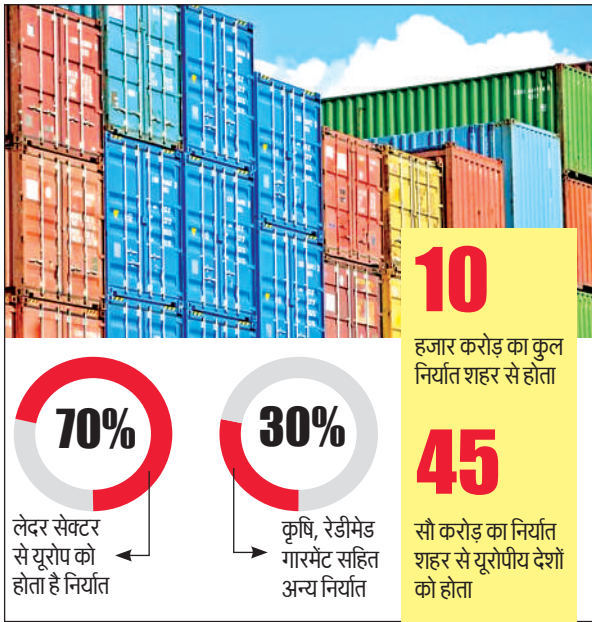 10
हजार करोड़ का कुल
निर्यात शहर से होता
45
सौ करोड़ का निर्यात
शहर से यूरोपीय देशों
को होता
70%
लेदर सेक्टर
से यूरोप को
होता है निर्यात
30%
कृषि, रेडीमेड
गारमेंट सहित
अन्य निर्यात